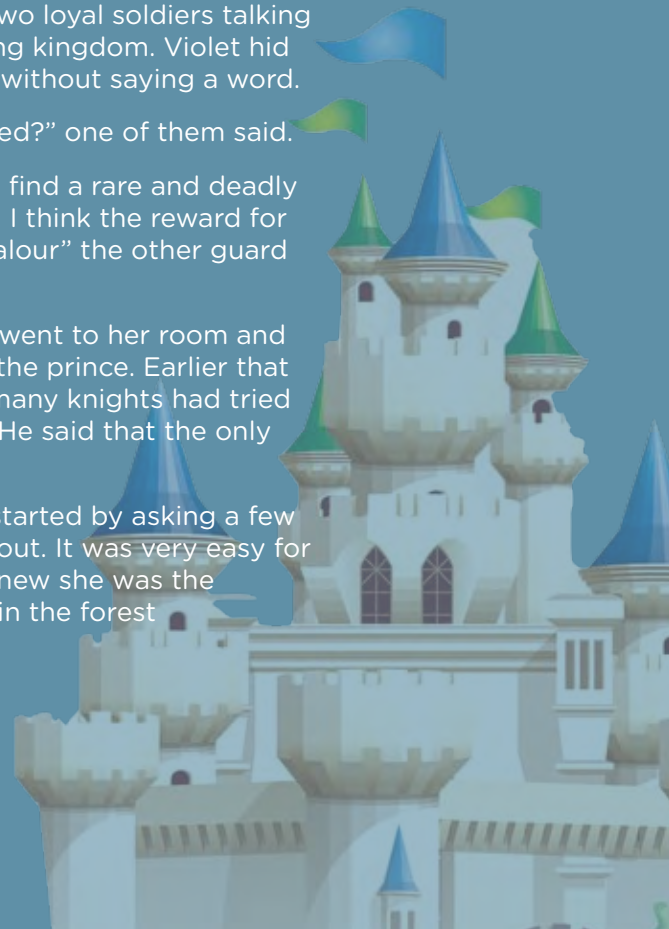 wo loyal soldiers talking
ng kingdom. Violet hid
without saying a word.
ed?” one of them said.
find a rare and deadly
I think the reward for
alour” the other guard
went to her room and
the prince. Earlier that
many knights had tried
He said that the only
started by asking a few
out. It was very easy for
new she was the
in the forest